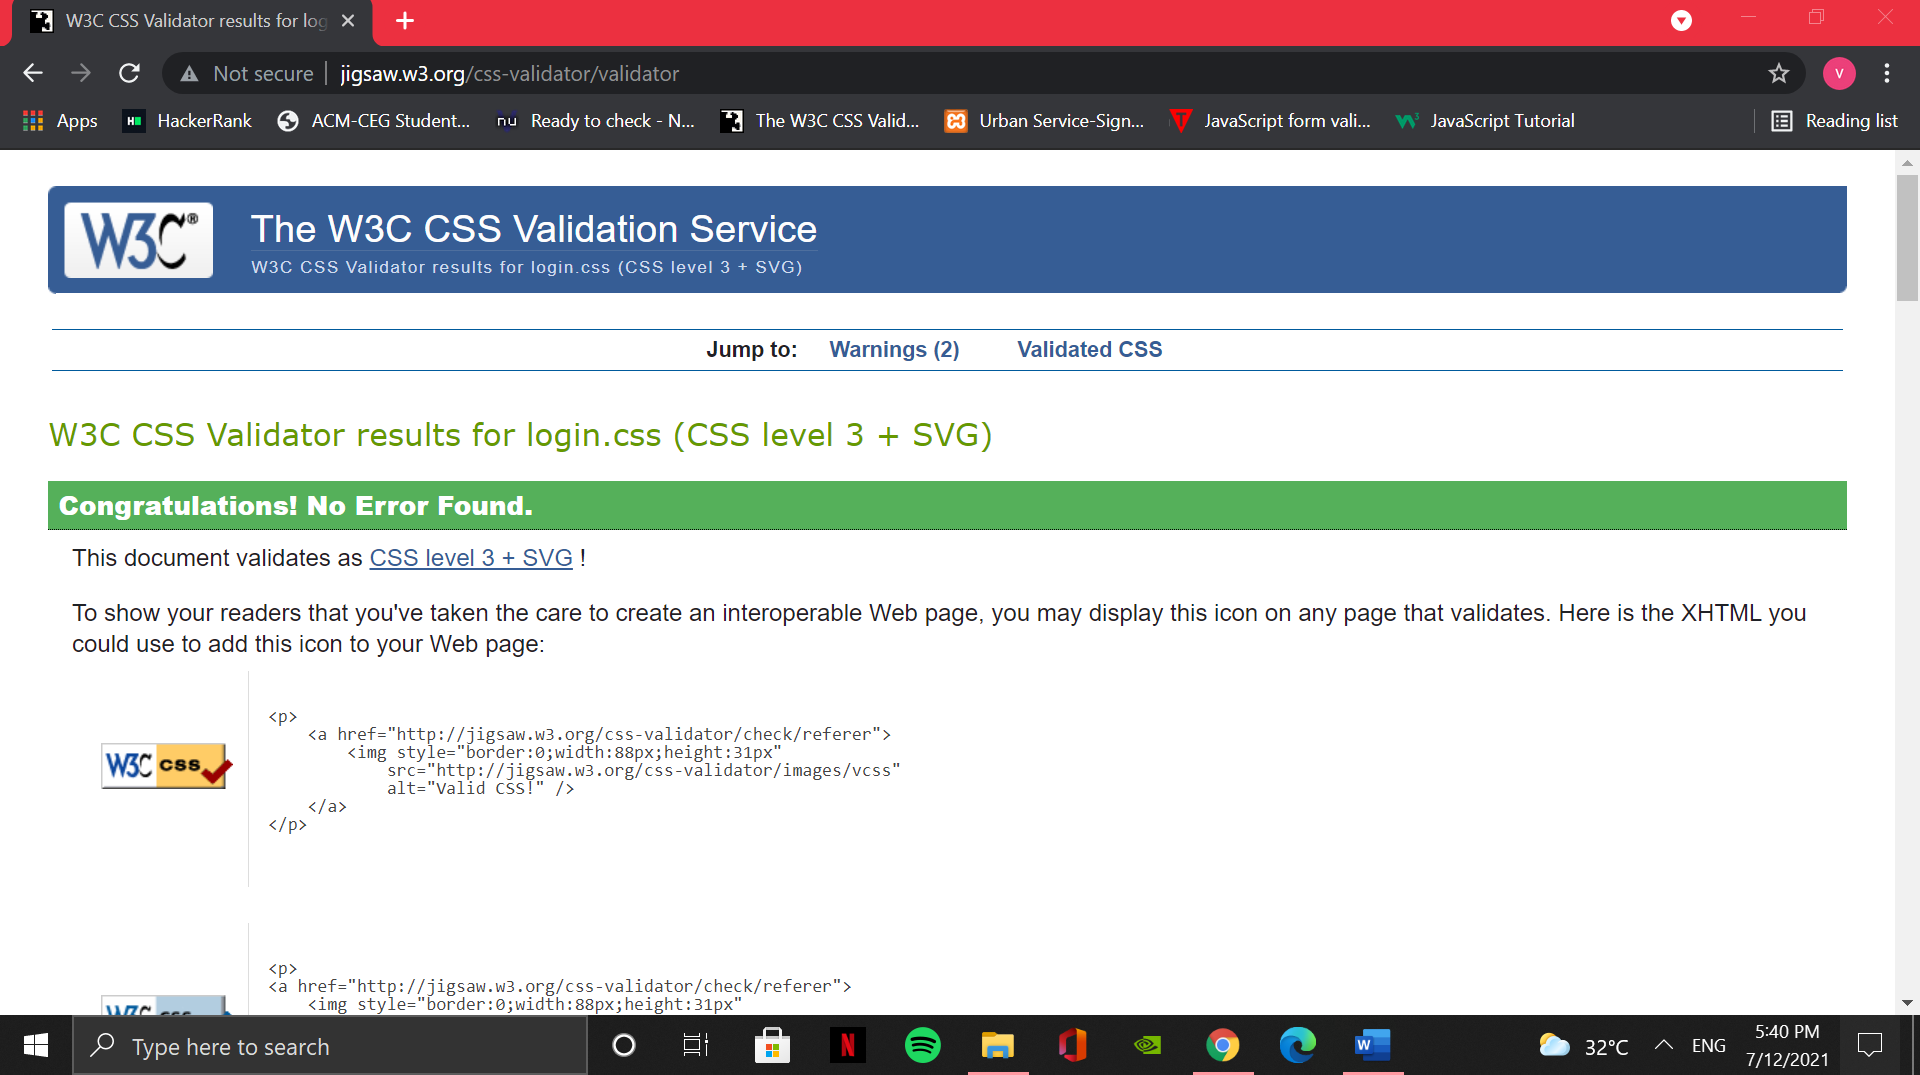 W3C CSS Validator results for log
Not secure | jigsaw.w3.org/css-validator/validator
Apps HackerRank ACM-CEG Student... Ready to check - N... The W3C CSS Valid... Urban Service-Sign... JavaScript form vali... JavaScript Tutorial Reading list
W3C® The W3C CSS Validation Service
W3C CSS Validator results for login.css (CSS level 3 + SVG)
Jump to: Warnings (2) Validated CSS
W3C CSS Validator results for login.css (CSS level 3 + SVG)
Congratulations! No Error Found.
This document validates as CSS level 3 + SVG !
To show your readers that you've taken the care to create an interoperable Web page, you may display this icon on any page that validates. Here is the XHTML you
could use to add this icon to your Web page:
W3C css
<p>
<a href="http://jigsaw.w3.org/css-validator/check/referer">
<img style="border:0;width:88px;height:31px"
src="http://jigsaw.w3.org/css-validator/images/vcss"
alt="Valid CSS!" />
</a>
</p>
W3C css
<p>
<a href="http://jigsaw.w3.org/css-validator/check/referer">
<img style="border:0;width:88px;height:31px"
Type here to search
32°C ENG
5:40 PM
7/12/2021